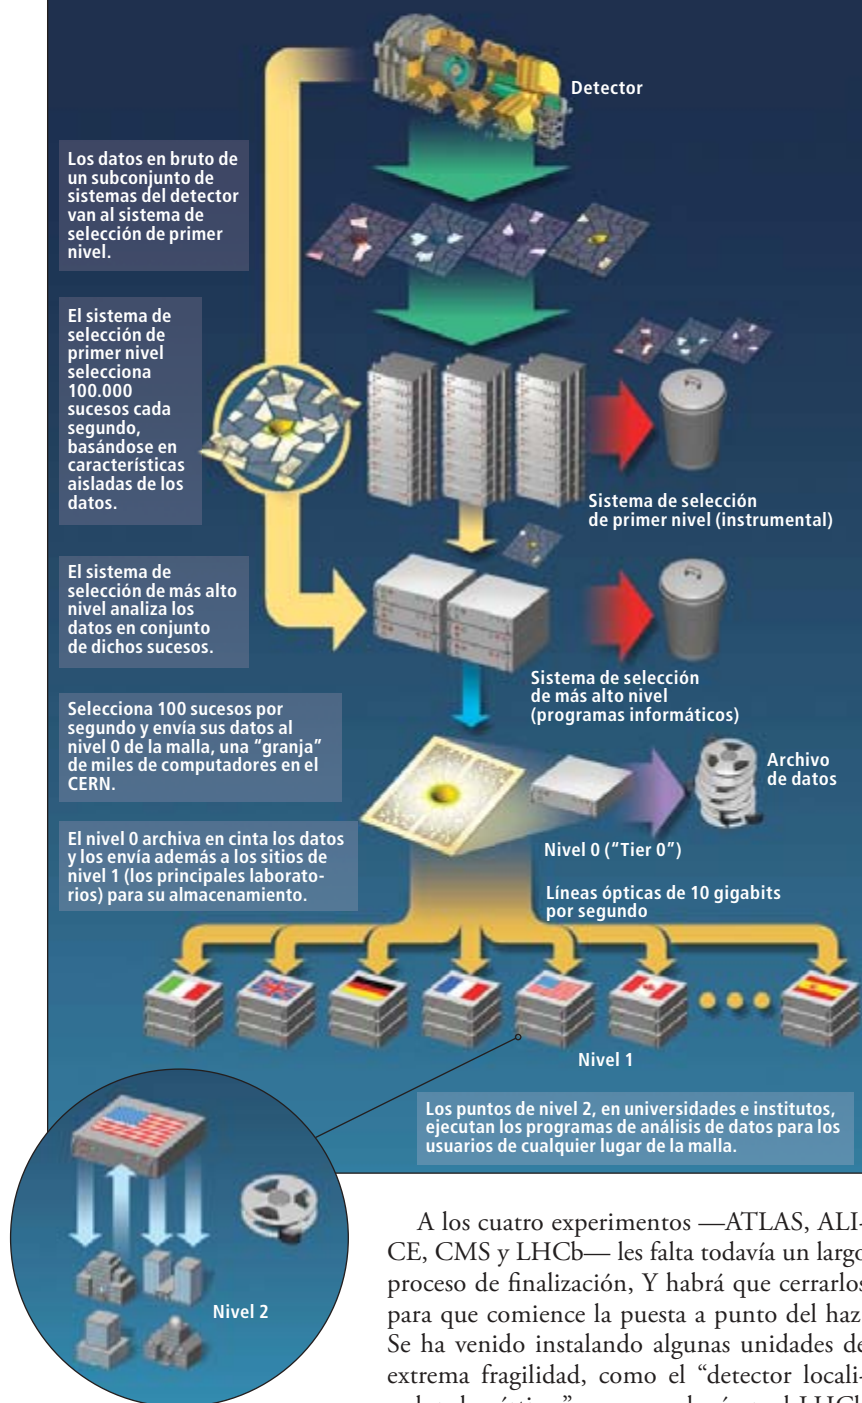 Detector
Los datos en bruto de
un subconjunto de
sistemas del detector
van al sistema de
selección de primer
nivel.
El sistema de
selección de
primer nivel
selecciona
100.000
sucesos cada
segundo,
basándose en
características
aisladas de los
datos.
Sistema de selección
de primer nivel (instrumental)
El sistema de
selección de más alto
nivel analiza los
datos en conjunto
de dichos sucesos.
Sistema de selección
de más alto nivel
(programas informáticos)
Selecciona 100 sucesos por
segundo y envía sus datos al
nivel 0 de la malla, una "granja"
de miles de computadores en el
CERN.
Archivo
de datos
Nivel 0 ("Tier 0")
El nivel 0 archiva en cinta los datos
y los envía además a los sitios de
nivel 1 (los principales laborato-
rios) para su almacenamiento.
Líneas ópticas de 10 gigabits
por segundo
Nivel 1
Los puntos de nivel 2, en universidades e institutos,
ejecutan los programas de análisis de datos para los
usuarios de cualquier lugar de la malla.
Nivel 2
A los cuatro experimentos —ATLAS, ALI-
CE, CMS y LHCb— les falta todavía un largo
proceso de finalización, Y habrá que cerrarlos
para que comience la puesta a punto del haz.
Se ha venido instalando algunas unidades de
extrema fragilidad, como el "detector locali-